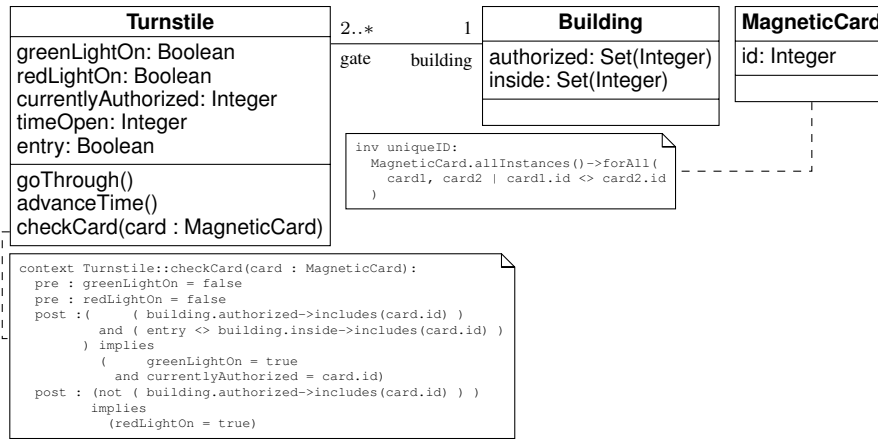 Turnstile
greenLightOn: Boolean
redLightOn: Boolean
currentlyAuthorized: Integer
timeOpen: Integer
entry: Boolean
goThrough()
advanceTime()
checkCard(card : MagneticCard)
2..* 1
gate building
Building
authorized: Set(Integer)
inside: Set(Integer)
MagneticCard
id: Integer
inv uniqueID:
MagneticCard.allInstances()->forAll(
card1, card2 | card1.id <> card2.id
)
context Turnstile::checkCard(card : MagneticCard):
pre : greenLightOn = false
pre : redLightOn = false
post :( ( building.authorized->includes(card.id) )
and ( entry <> building.inside->includes(card.id) )
) implies
( greenLightOn = true
and currentlyAuthorized = card.id)
post : (not ( building.authorized->includes(card.id) ) )
implies
(redLightOn = true)